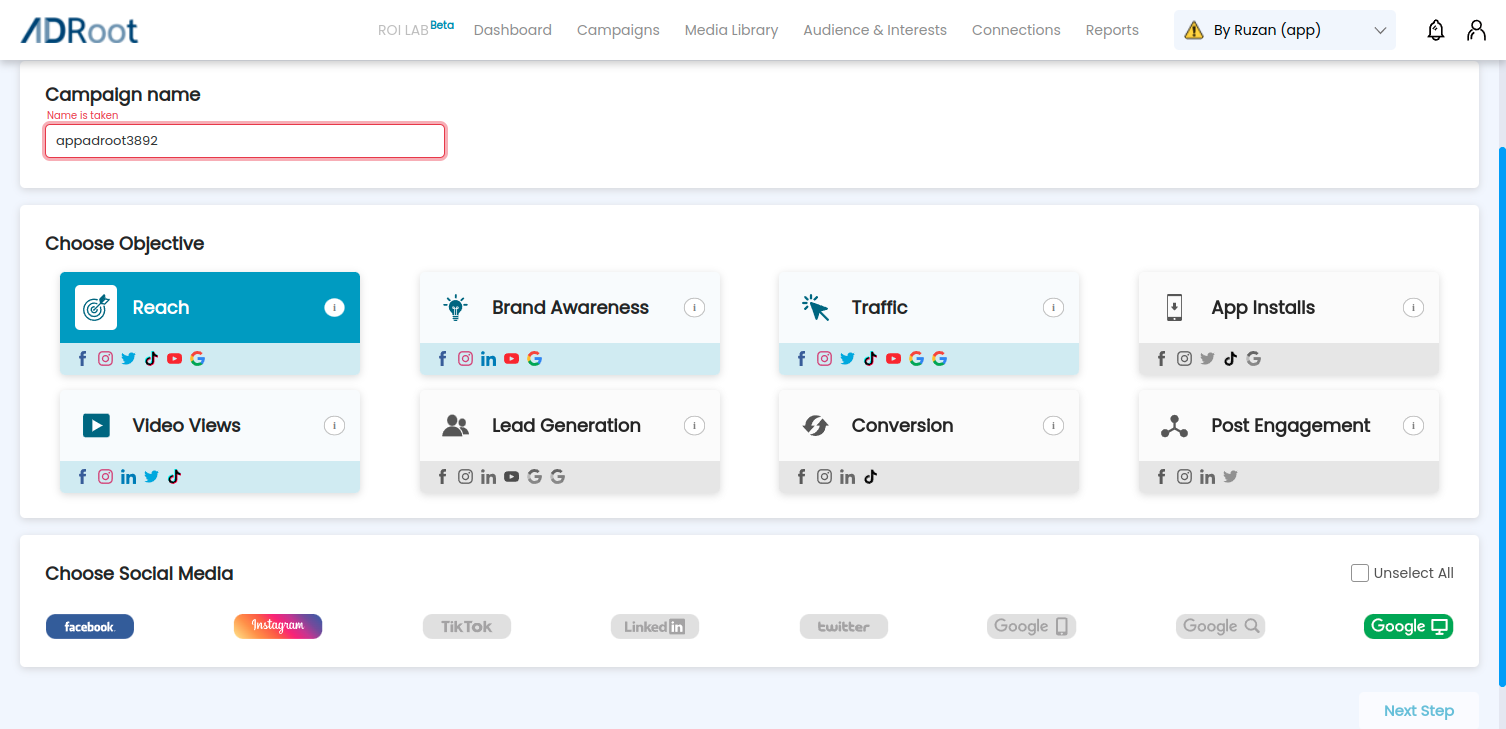 ADRoot
ROI LAB Beta Dashboard Campaigns Media Library Audience & Interests Connections Reports By Ruzan (app)
Campaign name
Name is taken
appadroot3892
Choose Objective
Reach Brand Awareness Traffic App Installs
Video Views Lead Generation Conversion Post Engagement
Choose Social Media Unselect All
facebook. Instagram TikTok Linked in twitter Google Google Google
Next Step